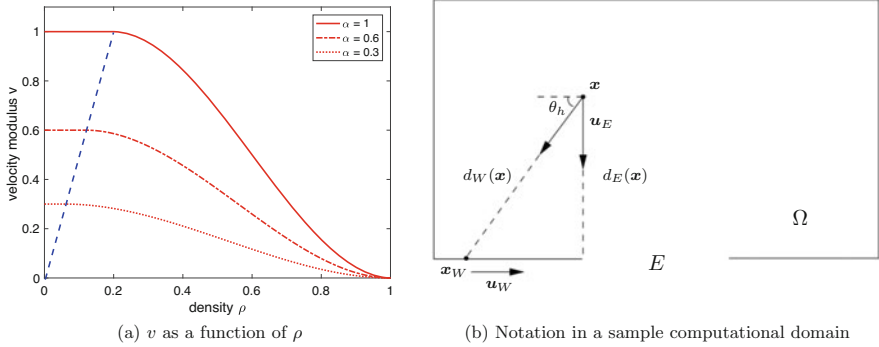 α = 1
α = 0.6
α = 0.3
velocity modulus v
1
0.8
0.6
0.4
0.2
0
0
0.2
0.4
0.6
0.8
1
density ρ
(a) v as a function of ρ
x
θ_h
u_E
d_W(x)
d_E(x)
Ω
x_W
u_W
E
(b) Notation in a sample computational domain